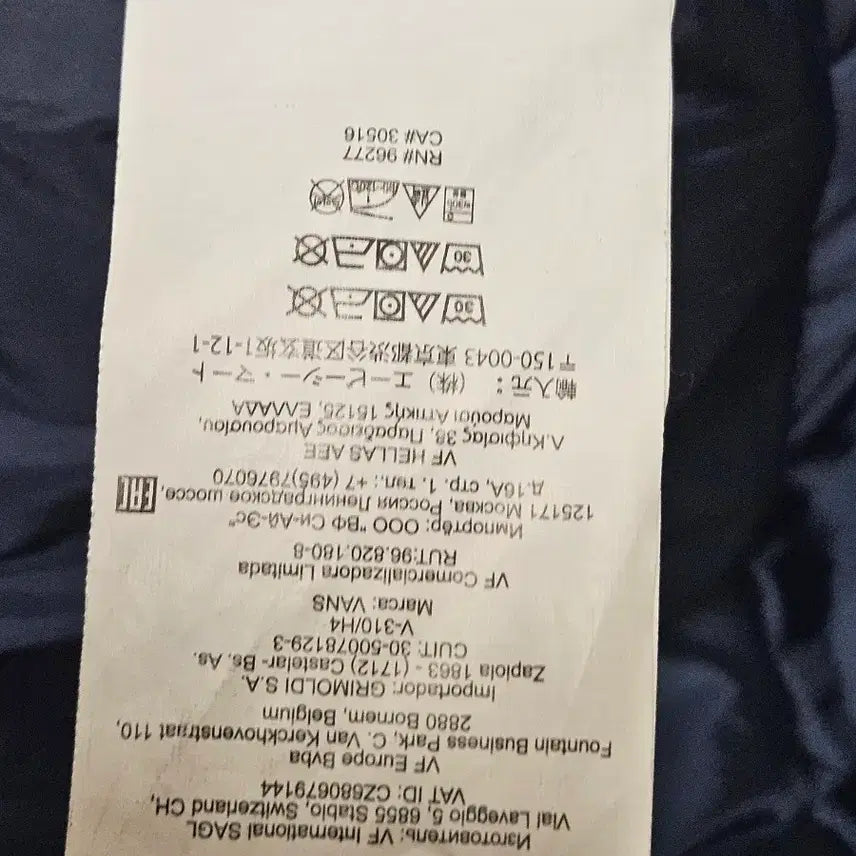 Изготовитель: VF International SAGL
Vial Laveggio 5, 6855 Stabio, Switzerland CH,
VAT ID: CZ680679144
VF Europe Bvba
Fountain Business Park, C. Van Kerckhovenstraat 110,
2880 Bornem, Belgium
Importador: GRIMOLDI S.A.
Zapiola 1863 - (1712) Castelar- Bs. As.
CUIT: 30-50078129-3
V-310/H4
Marca: VANS
VF Comercializadora Limitada
RUT:96.820.180-8
Импортёр: ООО "ВФ Си-Ай-Эс"
125171 Москва, Россия Ленинградское шоссе,
д.16А, стр. 1. тел.: +7 (495)7976070
EAC
VF HELLAS AEE
Λ.Κηφισίας 38, Παράδεισος Αμαρουσίου,
Μαρούσι Αττικής 15125, ΕΛΛΑΔΑ
輸入元： （株）エービーシー・マート
〒150-0043 東京都渋谷区道玄坂1-12-1
30
30
RN# 96277
CA# 30516